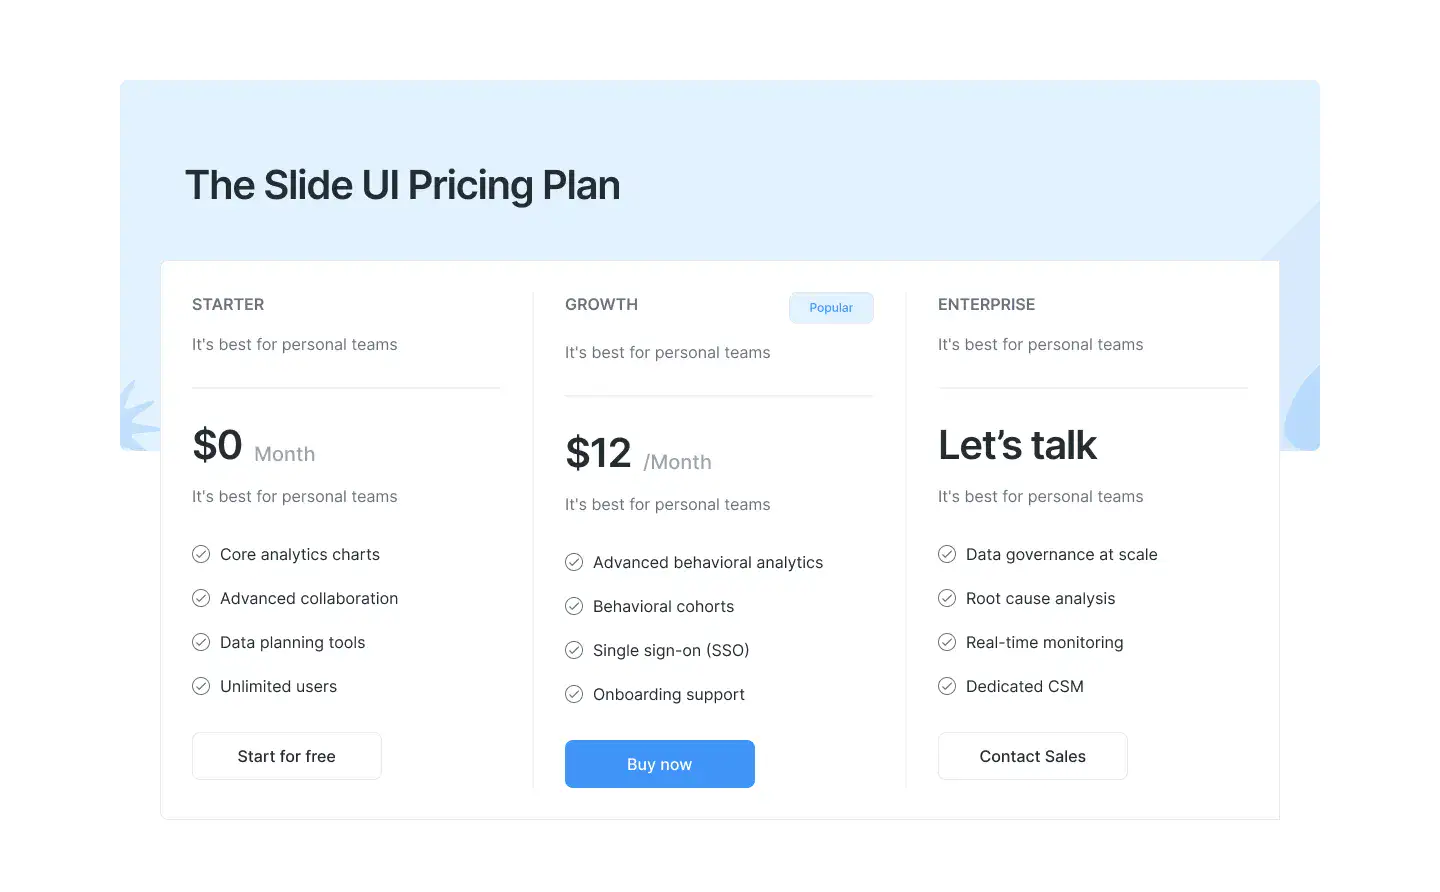 The Slide UI Pricing Plan
STARTER
It's best for personal teams
$0 Month
It's best for personal teams
Core analytics charts
Advanced collaboration
Data planning tools
Unlimited users
Start for free
GROWTH
Popular
It's best for personal teams
$12 /Month
It's best for personal teams
Advanced behavioral analytics
Behavioral cohorts
Single sign-on (SSO)
Onboarding support
Buy now
ENTERPRISE
It's best for personal teams
Let’s talk
It's best for personal teams
Data governance at scale
Root cause analysis
Real-time monitoring
Dedicated CSM
Contact Sales